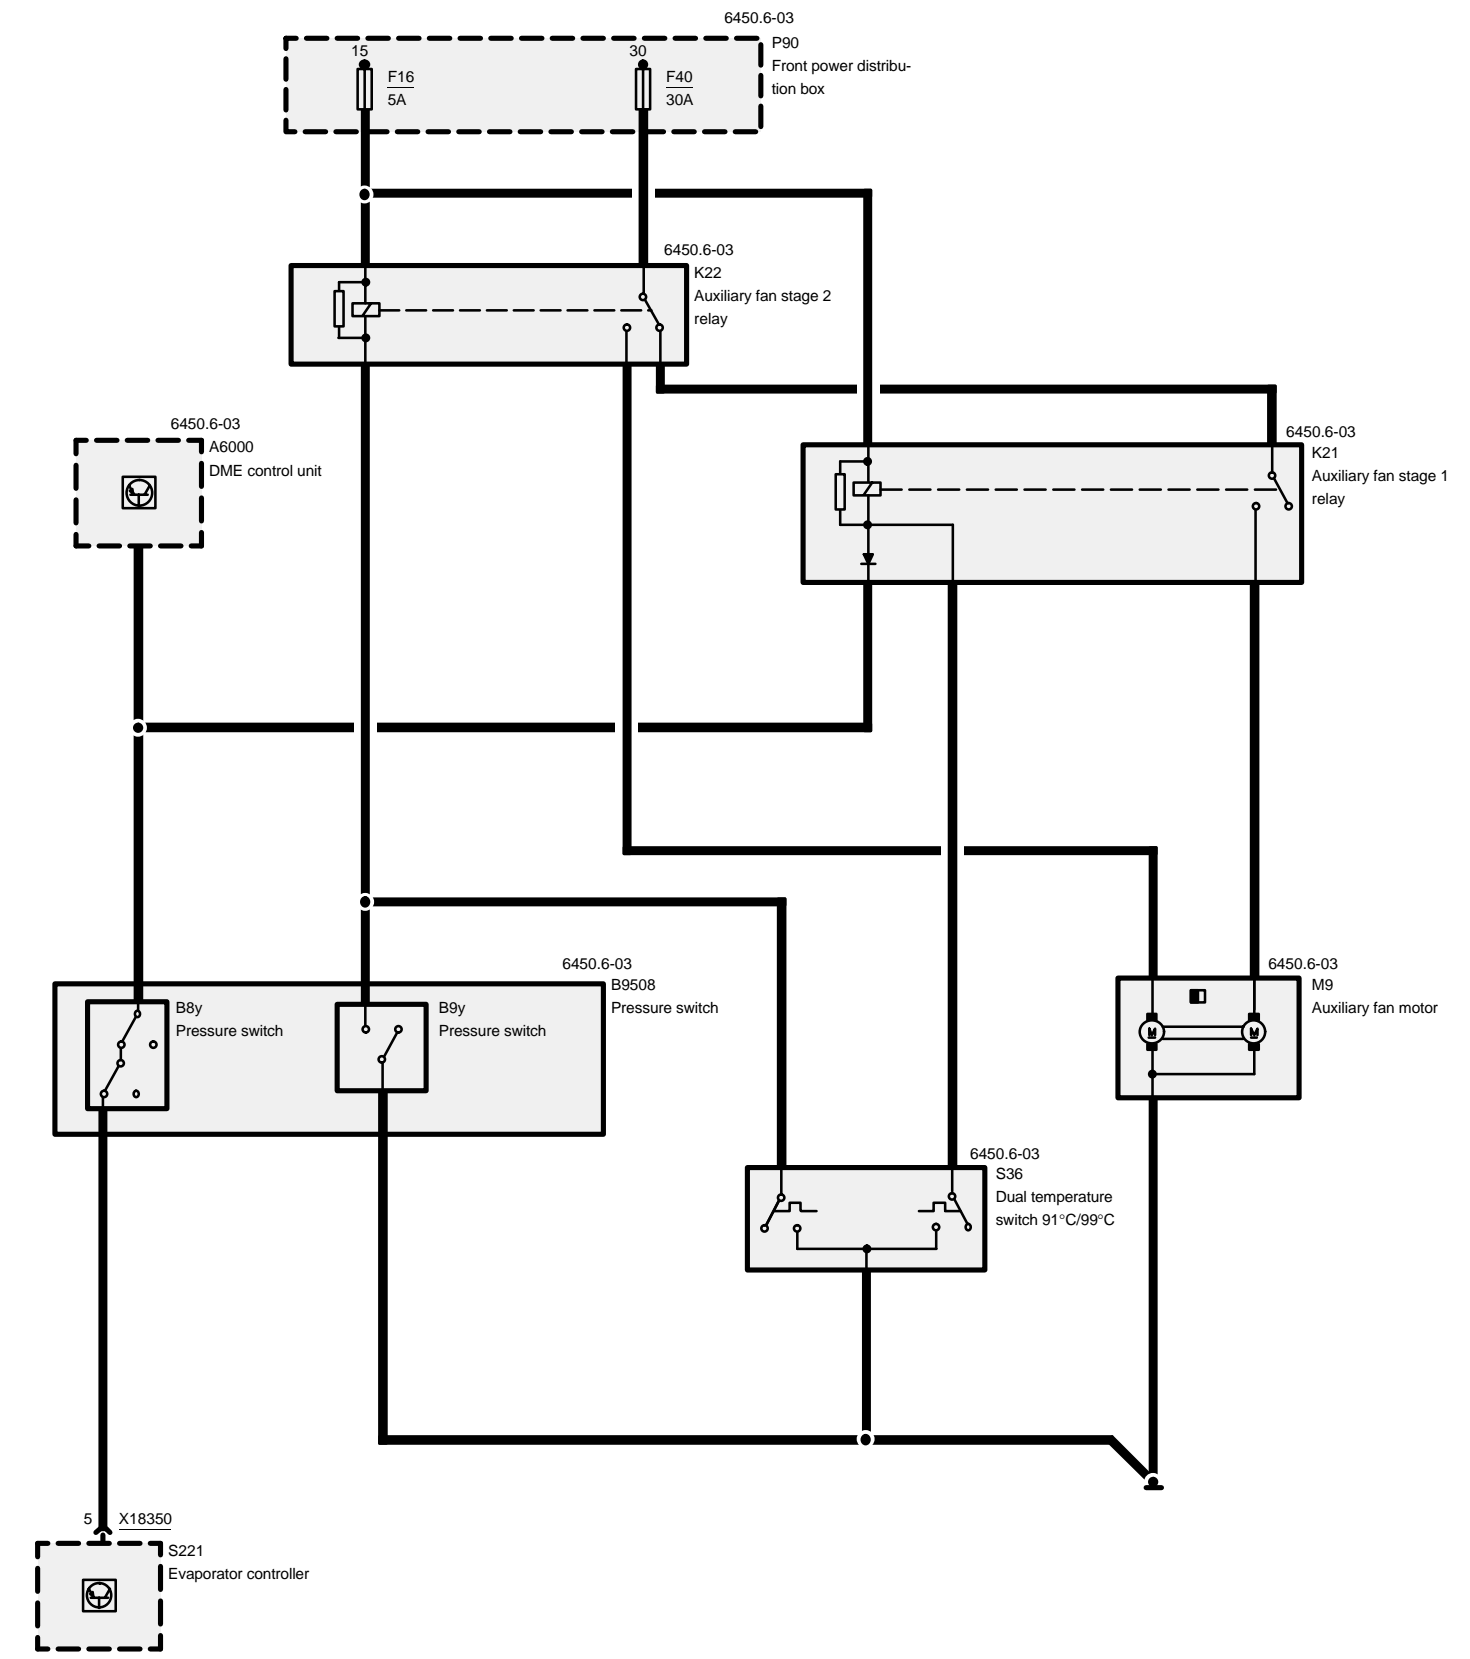 6450.6-03
P90
Front power distribu-
tion box
15
30
F16
5A
F40
30A
6450.6-03
K22
Auxiliary fan stage 2
relay
6450.6-03
A6000
DME control unit
6450.6-03
K21
Auxiliary fan stage 1
relay
6450.6-03
B9508
Pressure switch
B8y
Pressure switch
B9y
Pressure switch
6450.6-03
M9
Auxiliary fan motor
M
M
6450.6-03
S36
Dual temperature
switch 91°C/99°C
5
X18350
S221
Evaporator controller